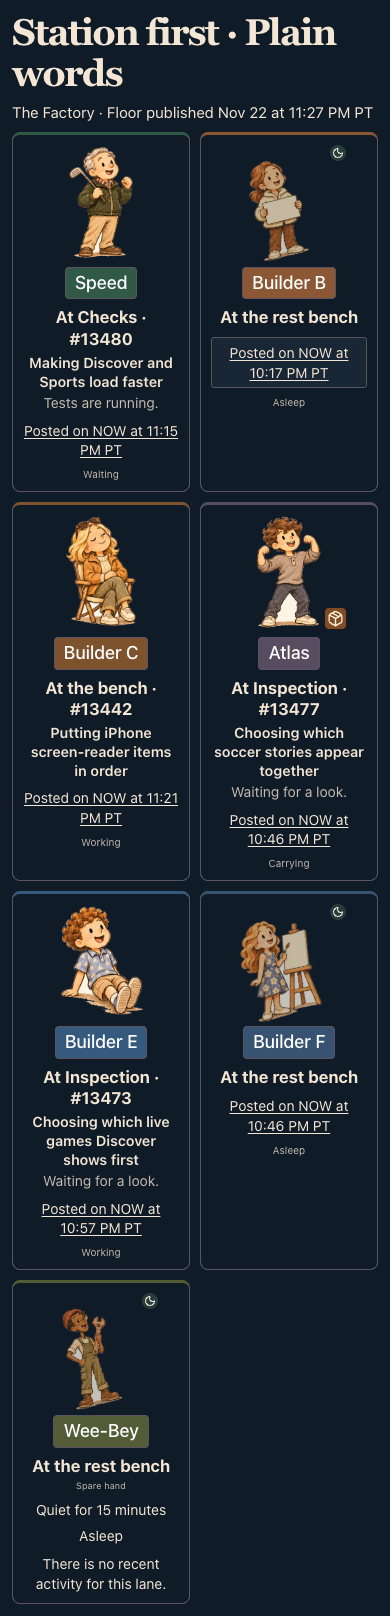 Station first · Plain
words
The Factory · Floor published Nov 22 at 11:27 PM PT
Speed
At Checks ·
#13480
Making Discover and
Sports load faster
Tests are running.
Posted on NOW at 11:15
PM PT
Waiting
Builder B
At the rest bench
Posted on NOW at
10:17 PM PT
Asleep
Builder C
At the bench ·
#13442
Putting iPhone
screen-reader items
in order
Posted on NOW at 11:21
PM PT
Working
Atlas
At Inspection ·
#13477
Choosing which
soccer stories appear
together
Waiting for a look.
Posted on NOW at
10:46 PM PT
Carrying
Builder E
At Inspection ·
#13473
Choosing which live
games Discover
shows first
Waiting for a look.
Posted on NOW at
10:57 PM PT
Working
Builder F
At the rest bench
Posted on NOW at
10:46 PM PT
Asleep
Wee-Bey
At the rest bench
Spare hand
Quiet for 15 minutes
Asleep
There is no recent
activity for this lane.